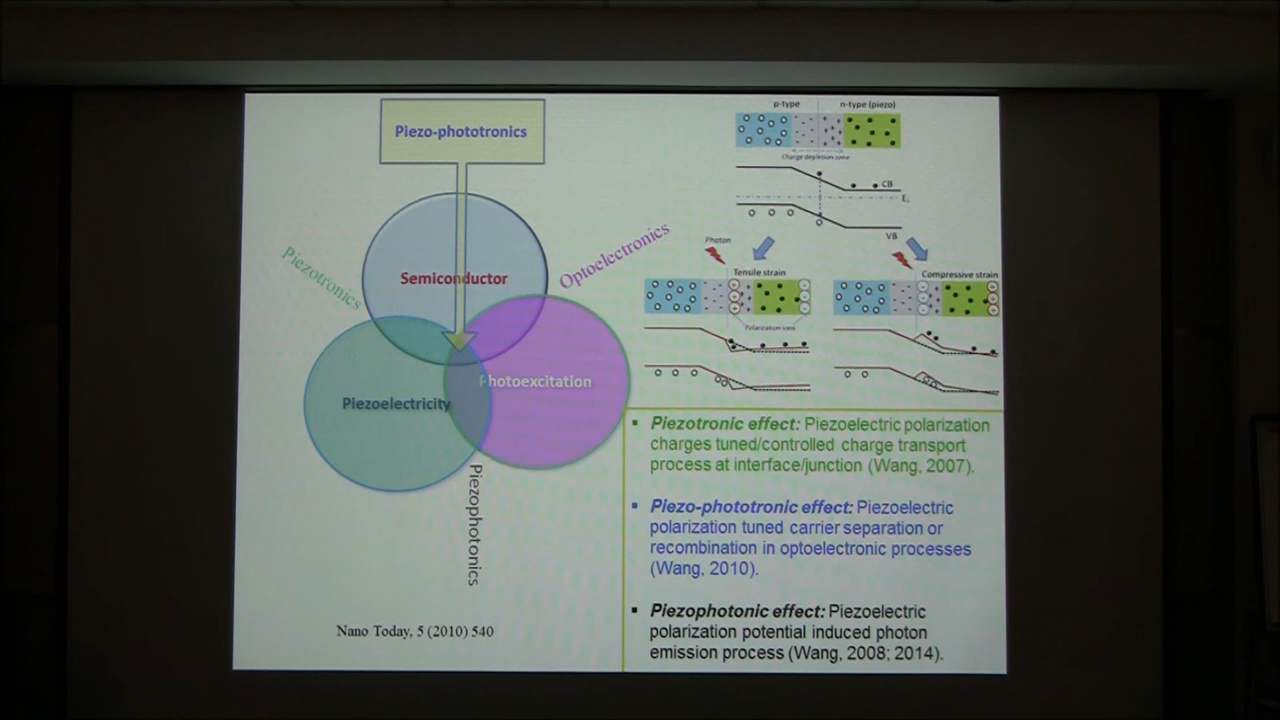 Piezo-phototronics
Semiconductor
Piezotronics
Optoelectronics
Piezoelectricity
Photoexcitation
Piezophotonics
Nano Today, 5 (2010) 540
p-type
n-type (piezo)
Charge depletion zone
CB
VB
Photon
Tensile strain
Compressive strain
Polarization ions
▪ Piezotronic effect: Piezoelectric polarization
charges tuned/controlled charge transport
process at interface/junction (Wang, 2007).
▪ Piezo-phototronic effect: Piezoelectric
polarization tuned carrier separation or
recombination in optoelectronic processes
(Wang, 2010).
▪ Piezophotonic effect: Piezoelectric
polarization potential induced photon
emission process (Wang, 2008; 2014).